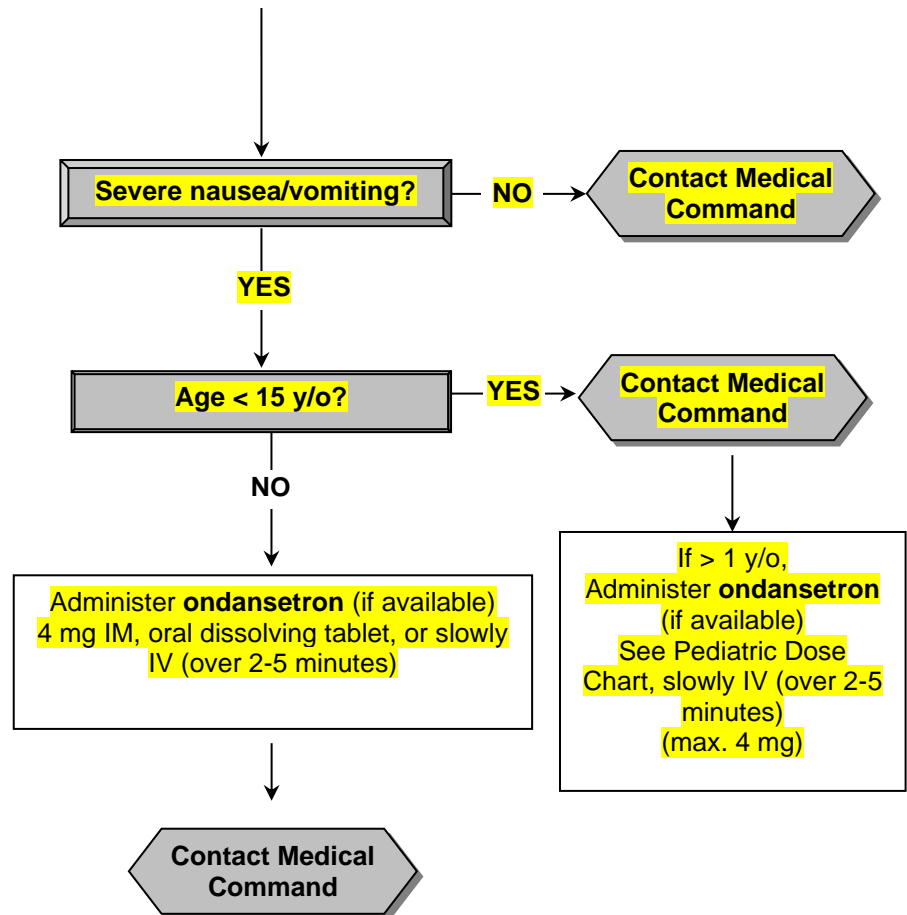 Severe nausea/vomiting?
NO
Contact Medical
Command
YES
Age < 15 y/o?
YES
Contact Medical
Command
NO
Administer ondansetron (if available)
4 mg IM, oral dissolving tablet, or slowly
IV (over 2-5 minutes)
If > 1 y/o,
Administer ondansetron
(if available)
See Pediatric Dose
Chart, slowly IV (over 2-5
minutes)
(max. 4 mg)
Contact Medical
Command